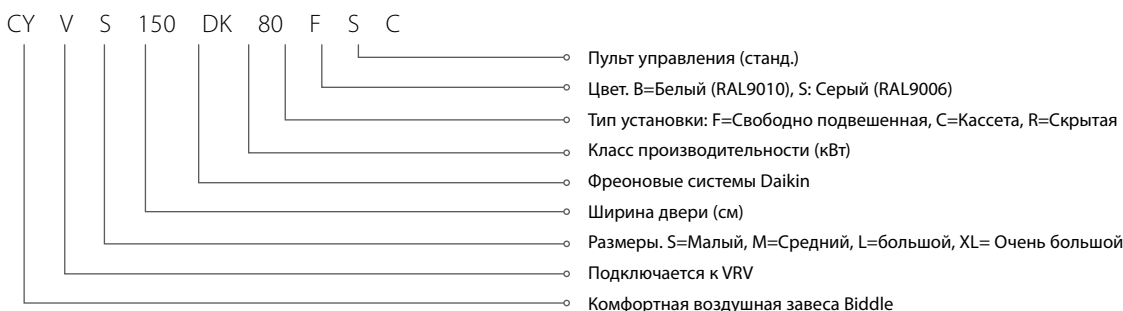 CY V S 150 DK 80 F S C
Пульт управления (станд.)
Цвет. B=Белый (RAL9010), S: Серый (RAL9006)
Тип установки: F=Свободно подвешенная, C=Кассета, R=Скрытая
Класс производительности (кВт)
Фреоновые системы Daikin
Ширина двери (см)
Размеры. S=Малый, M=Средний, L=большой, XL= Очень большой
Подключается к VRV
Комфортная воздушная завеса Biddle